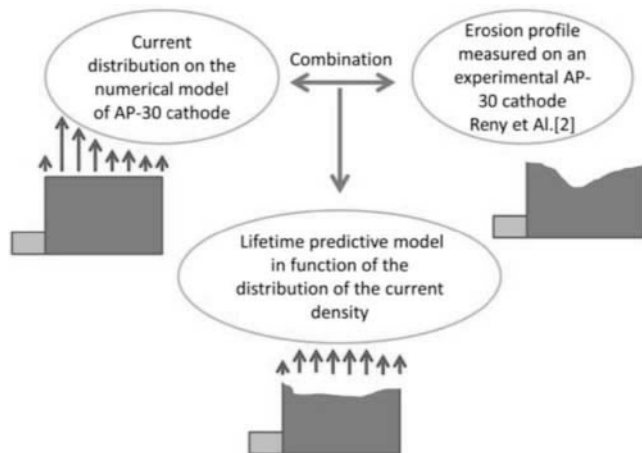 Current
distribution on the
numerical model
of AP-30 cathode
Combination
Erosion profile
measured on an
experimental AP-
30 cathode
Reny et Al.[2]
Lifetime predictive model
in function of the
distribution of the current
density